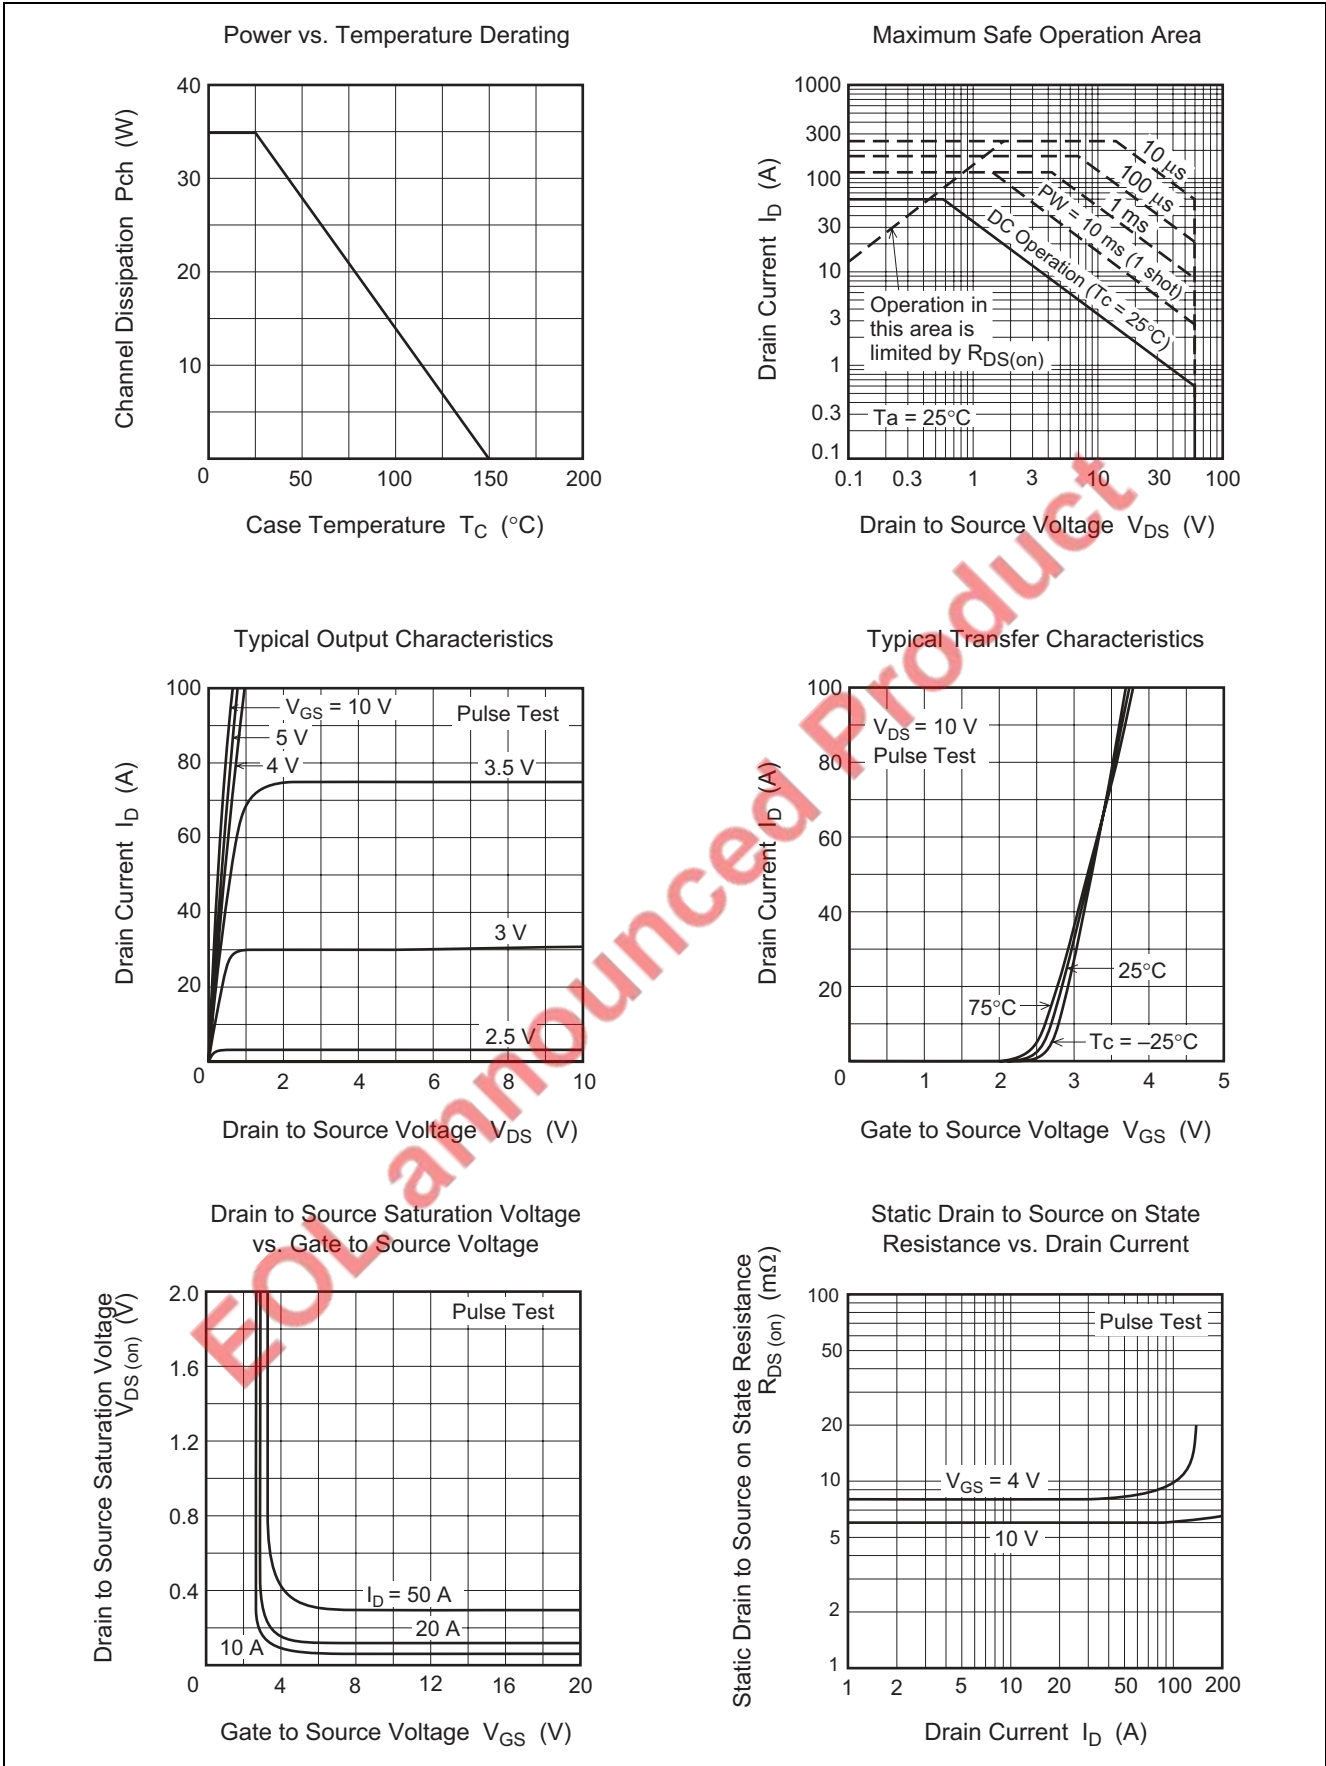 Power vs. Temperature Derating
Channel Dissipation Pch (W)
40
30
20
10
0
50
100
150
200
Case Temperature TC (°C)
Maximum Safe Operation Area
Drain Current ID (A)
1000
300
100
30
10
3
1
0.3
0.1
10 μs
100 μs
1 ms
PW = 10 ms (1 shot)
DC Operation (Tc = 25°C)
Operation in
this area is
limited by RDS(on)
Ta = 25°C
0.1
0.3
1
3
10
30
100
Drain to Source Voltage VDS (V)
Typical Output Characteristics
Drain Current ID (A)
100
80
60
40
20
0
VGS = 10 V
5 V
4 V
Pulse Test
3.5 V
3 V
2.5 V
2
4
6
8
10
Drain to Source Voltage VDS (V)
Typical Transfer Characteristics
Drain Current ID (A)
100
80
60
40
20
0
VDS = 10 V
Pulse Test
25°C
75°C
Tc = –25°C
1
2
3
4
5
Gate to Source Voltage VGS (V)
Drain to Source Saturation Voltage
vs. Gate to Source Voltage
Drain to Source Saturation Voltage
VDS (on) (V)
2.0
1.6
1.2
0.8
0.4
0
Pulse Test
ID = 50 A
20 A
10 A
4
8
12
16
20
Gate to Source Voltage VGS (V)
Static Drain to Source on State
Resistance vs. Drain Current
Static Drain to Source on State Resistance
RDS (on) (mΩ)
100
50
20
10
5
2
1
Pulse Test
VGS = 4 V
10 V
1
2
5
10
20
50
100
200
Drain Current ID (A)
EOL announced Product